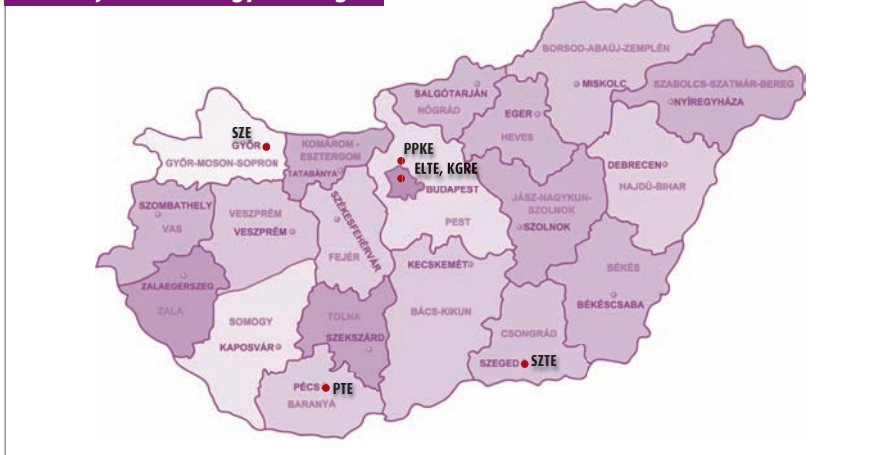 BORSOD-ABAÚJ-ZEMPLÉN
MISKOLC
SZABOLCS-SZATMÁR-BEREG
NYÍREGYHÁZA
SALGÓTARJÁN
NÓGRÁD
EGER
HEVES
SZE
GYŐR
GYŐR-MOSON-SOPRON
KOMÁROM -
ESZTERGOM
TATABÁNYA
PPKE
ELTE, KGRE
BUDAPEST
PEST
DEBRECEN
HAJDÚ-BIHAR
SZOMBATHELY
VAS
VESZPRÉM
VESZPRÉM
SZÉKESFEHÉRVÁR
FEJÉR
JÁSZ-NAGYKUN-
SZOLNOK
SZOLNOK
KECSKEMÉT
BÉKÉS
BÉKÉSCSABA
ZALAEGERSZEG
ZALA
SOMOGY
KAPOSVÁR
TOLNA
SZEKSZÁRD
BÁCS-KIKUN
CSONGRÁD
SZEGED
SZTE
PÉCS
PTE
BARANYA